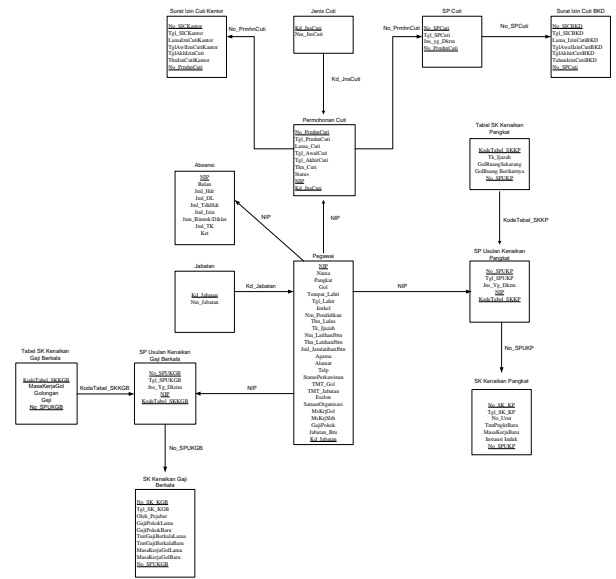 Surat Izin Cuti Kantor
No_SICKantor
Tgl_SICKantor
LamaIznCutiKantor
TglAwlIznCutiKantor
TglAkhIzinCuti
ThnIznCutiKantor
No_PrmhnCuti
No_PrmhnCuti
Jenis Cuti
Kd_JnsCuti
Nm_JnsCuti
Kd_JnsCuti
No_PrmhnCuti
SP Cuti
No_SPCuti
Tgl_SPCuti
Jns_yg_Dkrm
No_PrmhnCuti
No_SPCuti
Surat Izin Cuti BKD
No_SICBKD
Tgl_SICBKD
Lama_IzinCutiBKD
TglAwalIzinCutiBKD
TglAkhirCutiBKD
TahunIzinCutiBKD
No_SPCuti
Permohonan Cuti
No_PrmhnCuti
Tgl_PrmhnCuti
Lama_Cuti
Tgl_AwalCuti
Tgl_AkhirCuti
Thn_Cuti
Status
NIP
Kd_JnsCuti
Tabel SK Kenaikan
Pangkat
KodeTabel_SKKP
Tk_Ijazah
GolRuangSekarang
GolRuang Berikutnya
No_SPUKP
KodeTabel_SKKP
Absensi
NIP
Bulan
Jml_Hdr
Jml_DL
Jml_TdkHdr
Jml_Izin
Jam_Bimtek/Diklat
Jml_TK
Ket
NIP
NIP
Jabatan
Kd_Jabatan
Nm_Jabatan
Kd_Jabatan
Pegawai
NIP
Nama
Pangkat
Gol
Tempat_Lahit
Tgl_Lahir
Jenkel
Nm_Pendidikan
Thn_Lulus
Tk_Ijazah
Nm_LatihanJbtn
Thn_LatihanJbtn
Jml_JamlatihanJbtn
Agama
Alamat
Telp
StatusPerkawinan
TMT_Gol
TMT_Jabatan
Eselon
SatuanOrganisasi
MsKrjGol
MsKrjSlrh
GajiPokok
Jabatan_Bru
Kd_Jabatan
NIP
SP Usulan Kenaikan
Pangkat
No_SPUKP
Tgl_SPUKP
Jns_Yg_Dkrm
NIP
KodeTabel_SKKP
No_SPUKP
SK Kenaikan Pangkat
No_SK_KP
Tgl_SK_KP
No_Urut
TmtPngktBaru
MasaKerjaBaru
Instansi Induk
No_SPUKP
Tabel SK Kenaikan
Gaji Berkala
KodeTabel_SKKGB
MasaKerjaGol
Golongan
Gaji
No_SPUKGB
KodeTabel_SKKGB
SP Usulan Kenaikan
Gaji Berkala
No_SPUKGB
Tgl_SPUKGB
Jns_Yg_Dkrim
NIP
KodeTabel_SKKGB
NIP
No_SPUKGB
SK Kenaikan Gaji
Berkala
No_SK_KGB
Tgl_SK_KGB
Oleh_Pejabat
GajiPokokLama
GajiPokokBaru
TmtGajiBerkalaLama
TmtGajiBerkalaBaru
MasaKerjaGolLama
MasaKerjaGolBaru
No_SPUKGB